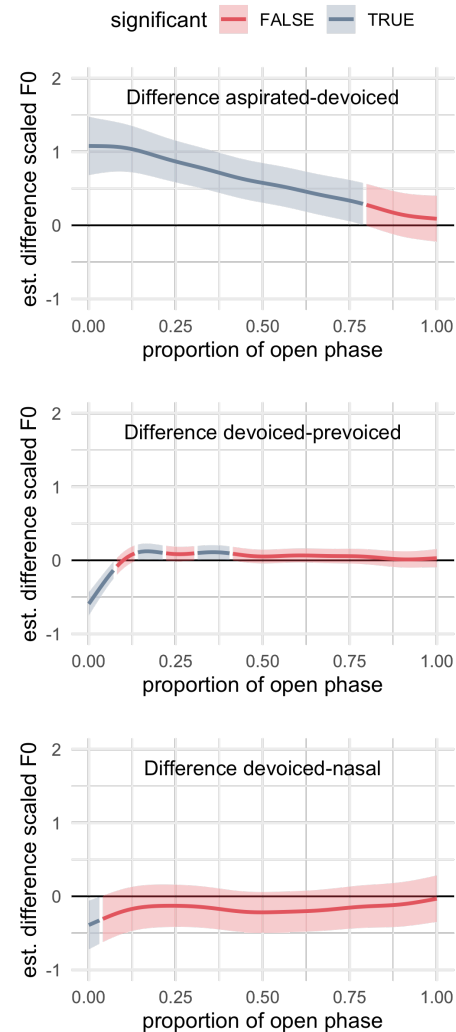 significant FALSE TRUE
est. difference scaled F0
Difference aspirated-devoiced
2
1
0
-1
0.00 0.25 0.50 0.75 1.00
proportion of open phase
est. difference scaled F0
Difference devoiced-prevoiced
2
1
0
-1
0.00 0.25 0.50 0.75 1.00
proportion of open phase
est. difference scaled F0
Difference devoiced-nasal
2
1
0
-1
0.00 0.25 0.50 0.75 1.00
proportion of open phase